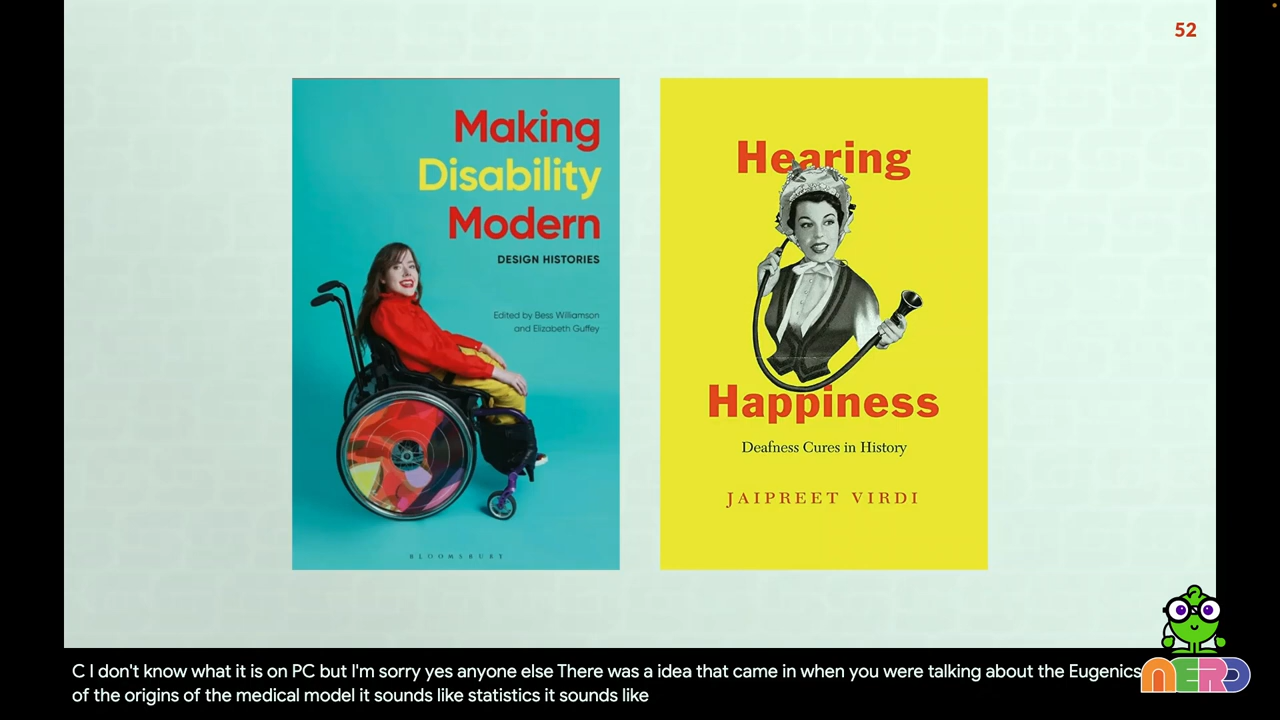 52
Making
Disability
Modern
DESIGN HISTORIES
Edited by Bess Williamson
and Elizabeth Guffey
BLOOMSBURY
Hearing
Happiness
Deafness Cures in History
JAIPREET VIRDI
C I don't know what it is on PC but I'm sorry yes anyone else There was a idea that came in when you were talking about the Eugenics
of the origins of the medical model it sounds like statistics it sounds like
NERD